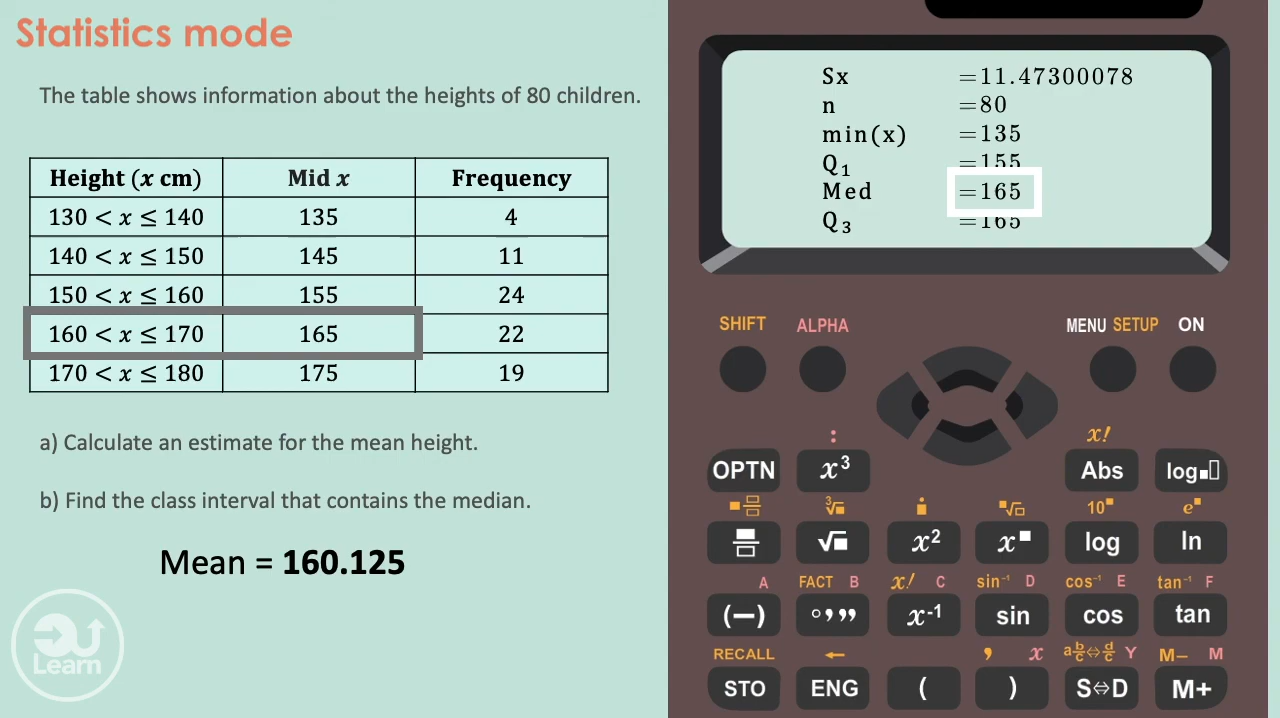 Statistics mode
The table shows information about the heights of 80 children.
Height (x cm) Mid x Frequency
130 < x ≤ 140 135 4
140 < x ≤ 150 145 11
150 < x ≤ 160 155 24
160 < x ≤ 170 165 22
170 < x ≤ 180 175 19
a) Calculate an estimate for the mean height.
b) Find the class interval that contains the median.
Mean = 160.125
Learn
Sx =11.47300078
n =80
min(x) =135
Q₁ =155
Med =165
Q₃ =165
SHIFT ALPHA MENU SETUP ON
: x!
OPTN x³ Abs log▪▯
▪▭/▭ ³√▪ ▪√▫ 10▪ e▪
√▪ x² x▪ log ln
A FACT B x! C sin⁻¹ D cos⁻¹ E tan⁻¹ F
(−) °,,, x⁻¹ sin cos tan
RECALL ← , x a b/c⇔d/c Y M− M
STO ENG ( ) S⇔D M+